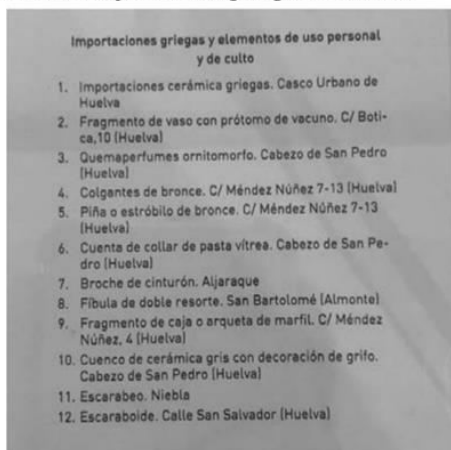 Importaciones griegas y elementos de uso personal
y de culto
1. Importaciones cerámica griegas. Casco Urbano de
Huelva
2. Fragmento de vaso con prótomo de vacuno. C/ Boti-
ca,10 (Huelva)
3. Quemaperfumes ornitomorfo. Cabezo de San Pedro
(Huelva)
4. Colgantes de bronce. C/ Méndez Núñez 7-13 (Huelva)
5. Piña o estróbilo de bronce. C/ Méndez Núñez 7-13
(Huelva)
6. Cuenta de collar de pasta vítrea. Cabezo de San Pe-
dro (Huelva)
7. Broche de cinturón. Aljaraque
8. Fíbula de doble resorte. San Bartolomé (Almonte)
9. Fragmento de caja o arqueta de marfil. C/ Méndez
Núñez, 4 (Huelva)
10. Cuenco de cerámica gris con decoración de grifo.
Cabezo de San Pedro (Huelva)
11. Escarabeo. Niebla
12. Escaraboide. Calle San Salvador (Huelva)